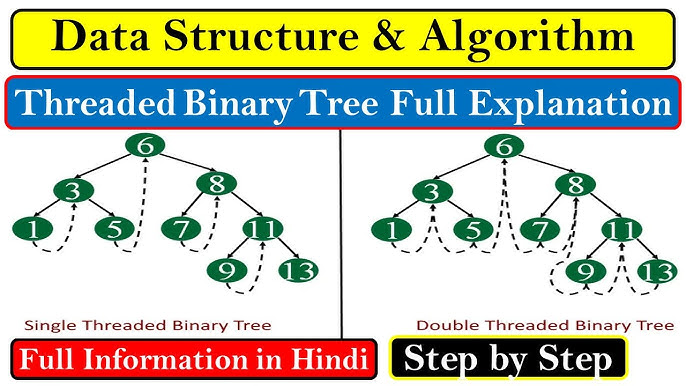 Data Structure & Algorithm
Threaded Binary Tree Full Explanation
6
3 8
1 5 7 11
9 13
Single Threaded Binary Tree
6
3 8
1 5 7 11
9 13
Double Threaded Binary Tree
Full Information in Hindi
Step by Step